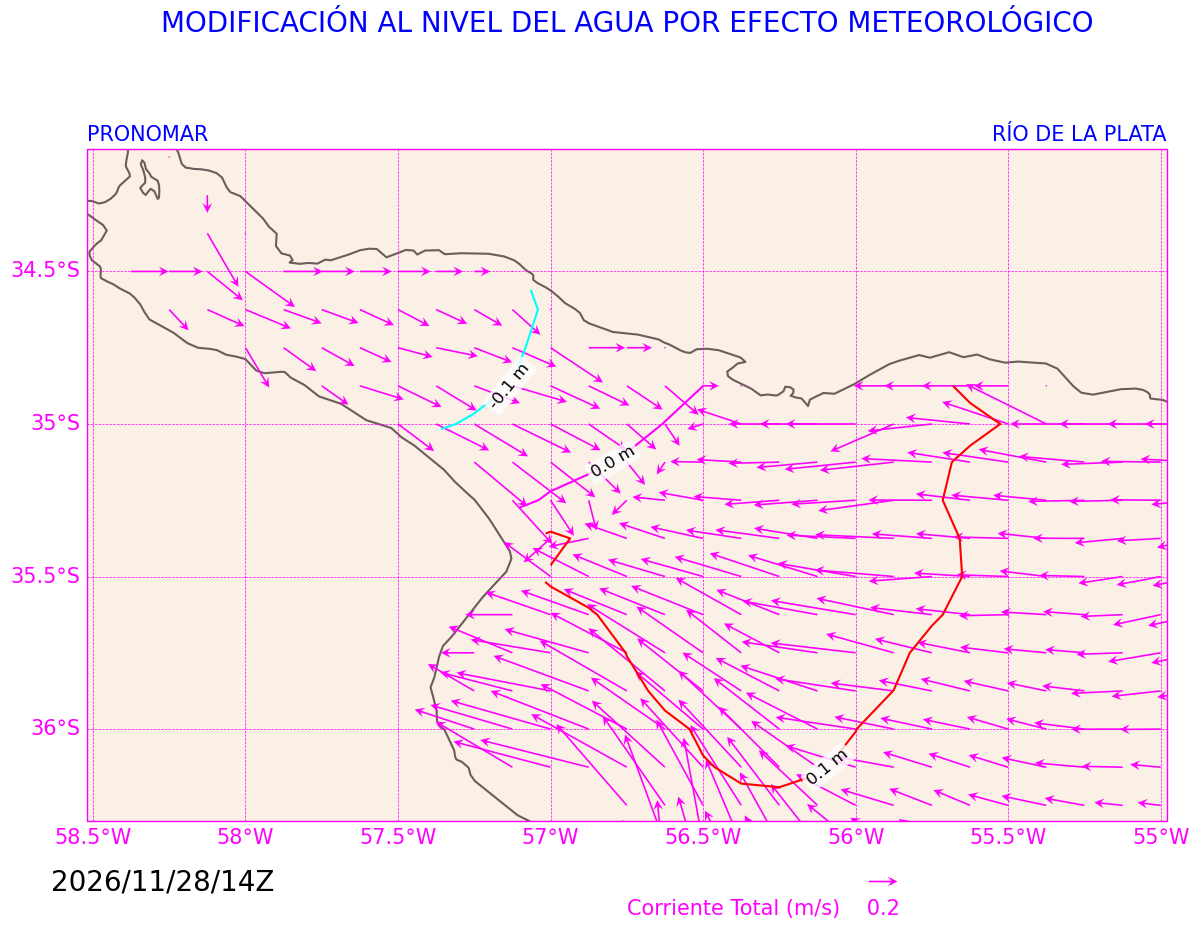 MODIFICACIÓN AL NIVEL DEL AGUA POR EFECTO METEOROLÓGICO
PRONOMAR
RÍO DE LA PLATA
34.5°S
35°S
35.5°S
36°S
-0.1 m
0.0 m
0.1 m
58.5°W
58°W
57.5°W
57°W
56.5°W
56°W
55.5°W
55°W
2026/11/28/14Z
Corriente Total (m/s)
0.2